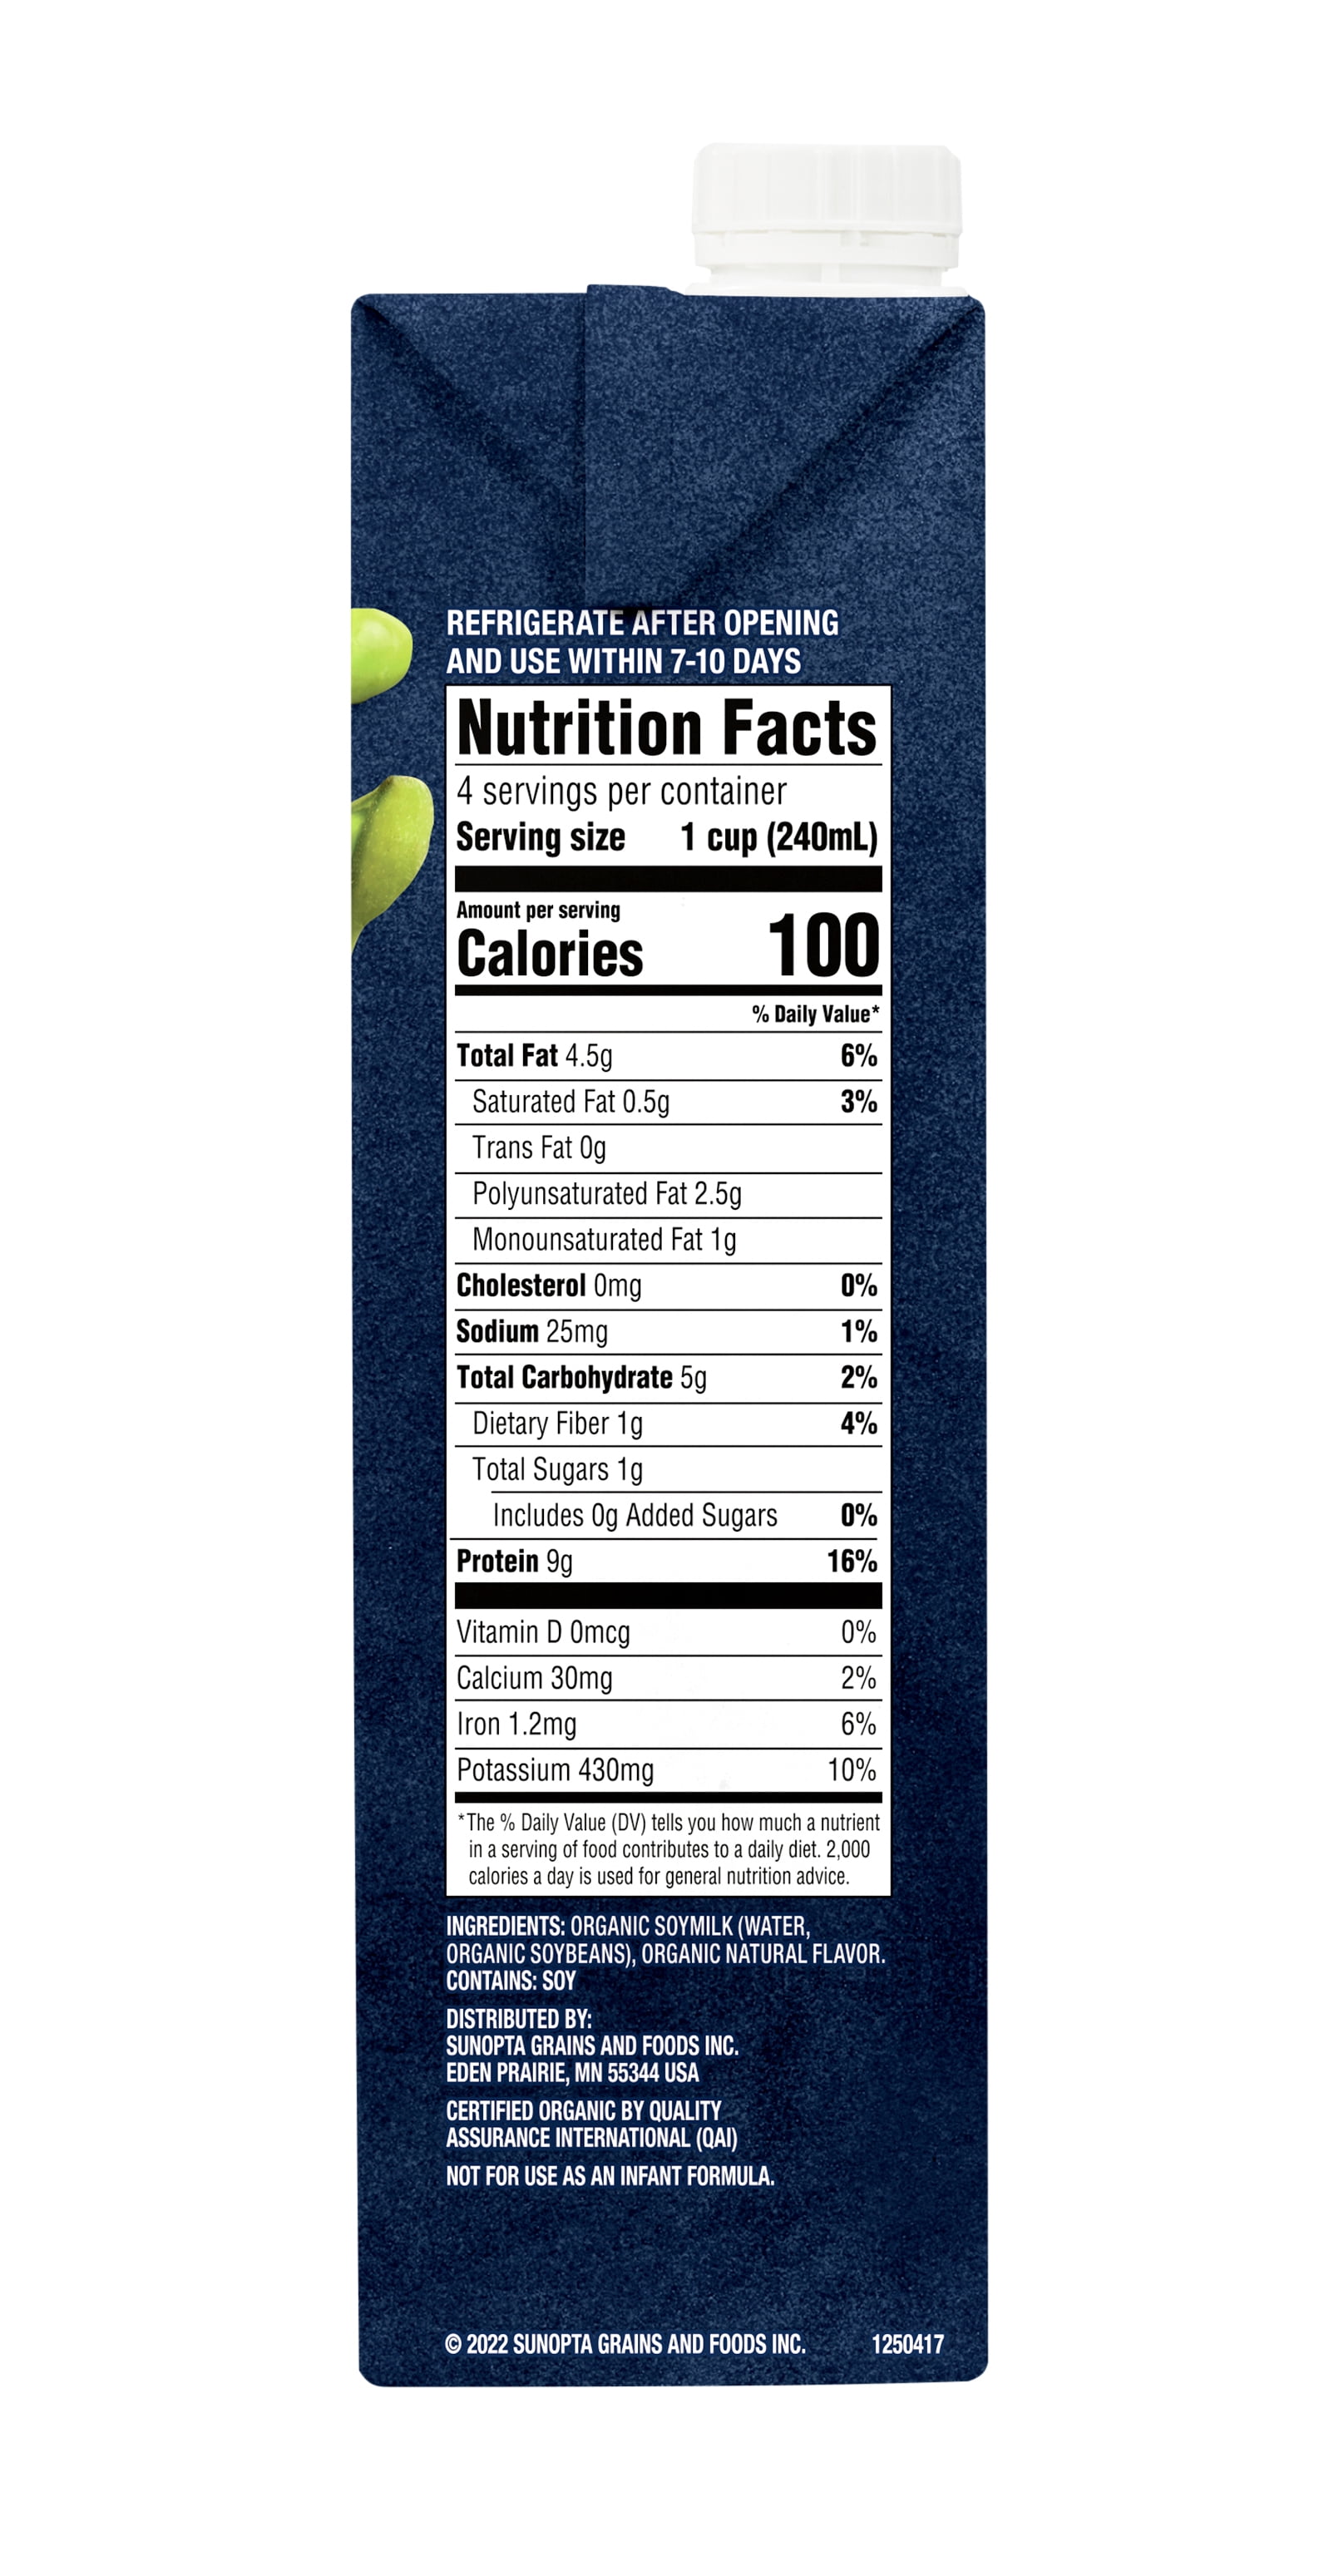 REFRIGERATE AFTER OPENING
AND USE WITHIN 7-10 DAYS
Nutrition Facts
4 servings per container
Serving size 1 cup (240mL)
Amount per serving
Calories 100
% Daily Value*
Total Fat 4.5g 6%
Saturated Fat 0.5g 3%
Trans Fat 0g
Polyunsaturated Fat 2.5g
Monounsaturated Fat 1g
Cholesterol 0mg 0%
Sodium 25mg 1%
Total Carbohydrate 5g 2%
Dietary Fiber 1g 4%
Total Sugars 1g
Includes 0g Added Sugars 0%
Protein 9g 16%
Vitamin D 0mcg 0%
Calcium 30mg 2%
Iron 1.2mg 6%
Potassium 430mg 10%
*The % Daily Value (DV) tells you how much a nutrient
in a serving of food contributes to a daily diet. 2,000
calories a day is used for general nutrition advice.
INGREDIENTS: ORGANIC SOYMILK (WATER,
ORGANIC SOYBEANS), ORGANIC NATURAL FLAVOR.
CONTAINS: SOY
DISTRIBUTED BY:
SUNOPTA GRAINS AND FOODS INC.
EDEN PRAIRIE, MN 55344 USA
CERTIFIED ORGANIC BY QUALITY
ASSURANCE INTERNATIONAL (QAI)
NOT FOR USE AS AN INFANT FORMULA.
© 2022 SUNOPTA GRAINS AND FOODS INC. 1250417